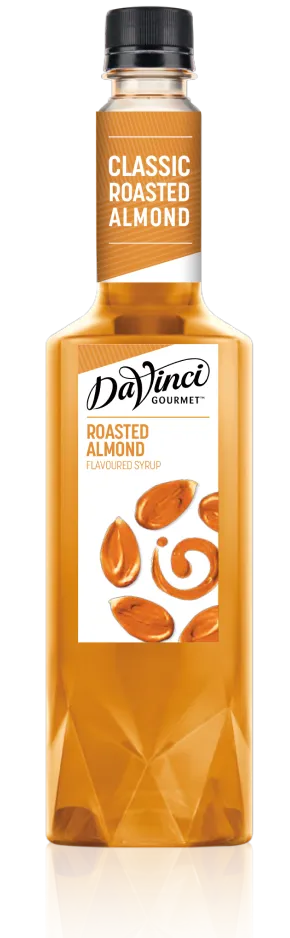 CLASSIC
ROASTED
ALMOND
DaVinci
GOURMET™
ROASTED
ALMOND
FLAVOURED SYRUP